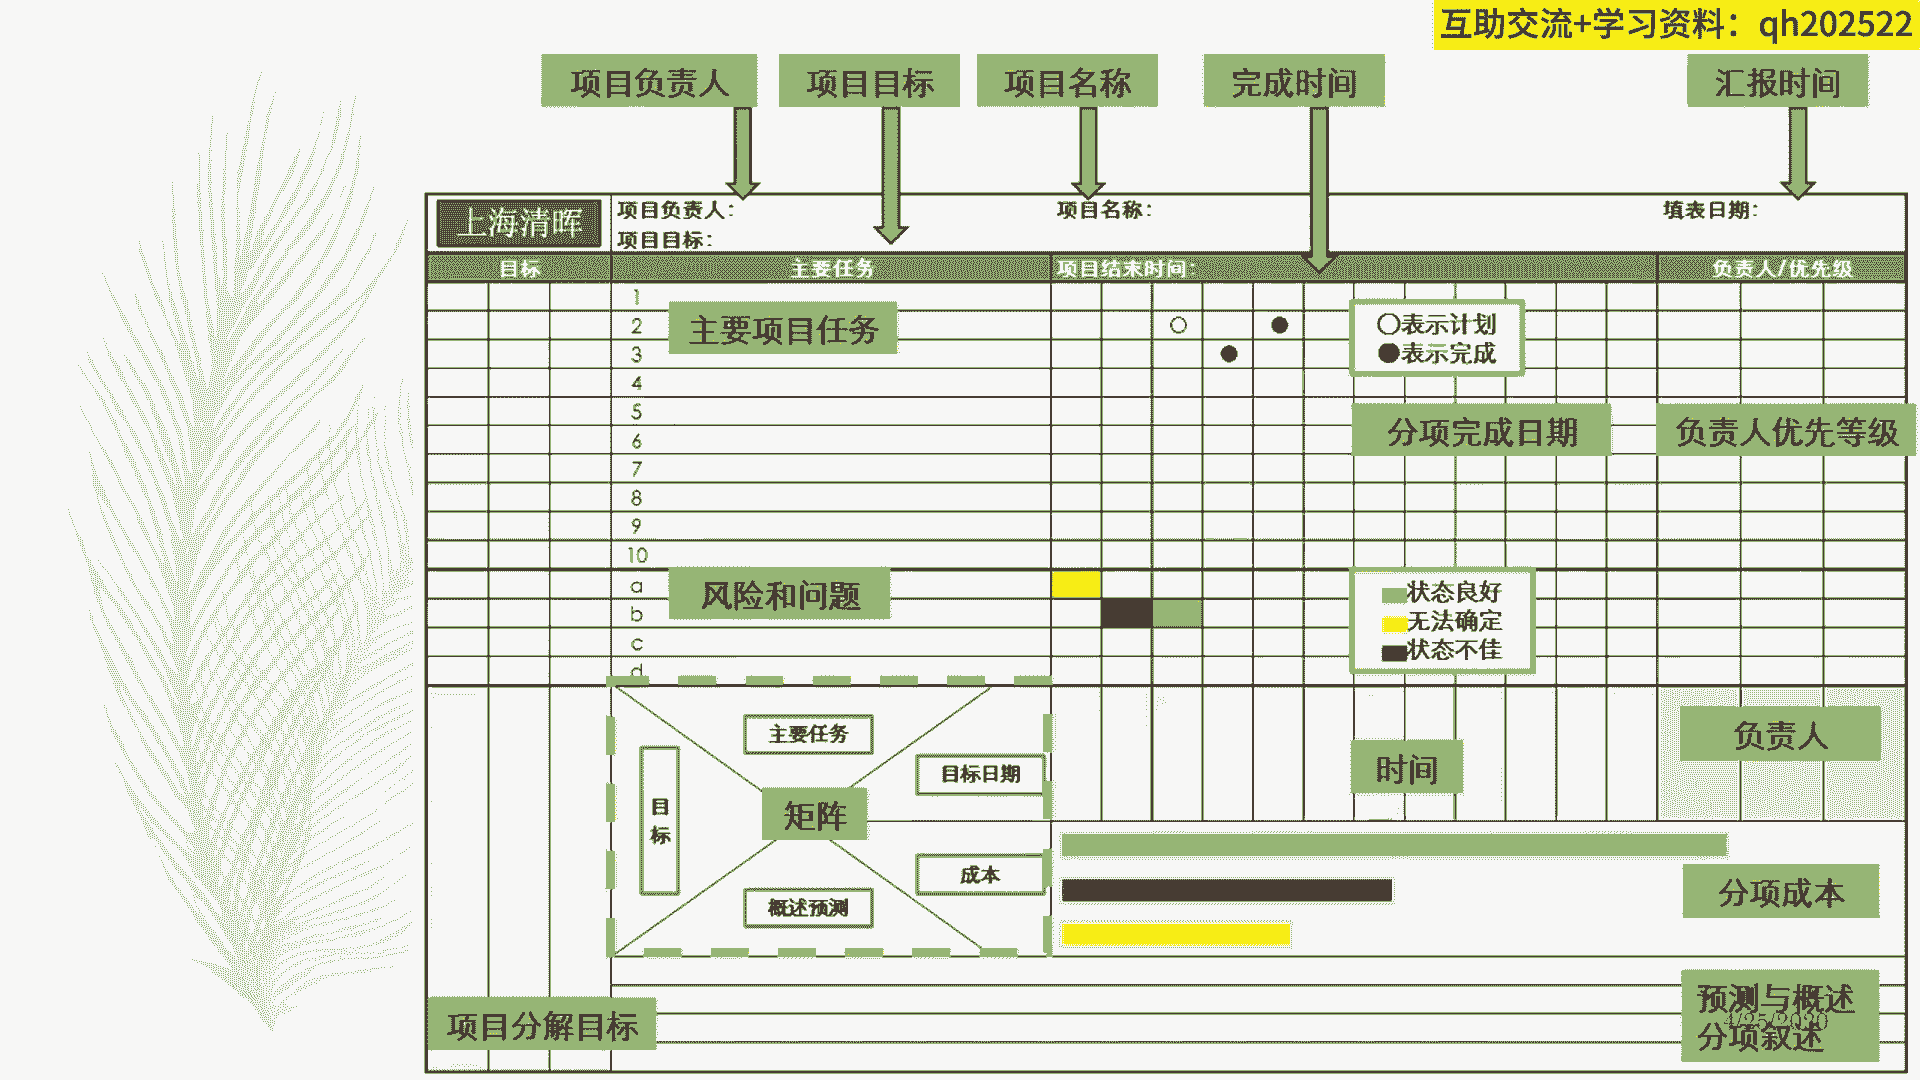 互助交流+学习资料：qh202522
项目负责人
项目目标
项目名称
完成时间
汇报时间
上海清晖
项目负责人：
项目名称：
填表日期：
项目目标：
目标
主要任务
项目结末时间：
负责人/优先级
1
2
3
4
5
6
7
8
9
10
a
b
c
d
主要项目任务
○表示计划
●表示完成
分项完成日期
负责人优先等级
风险和问题
状态良好
无法确定
状态不佳
主要任务
目标日期
目标
矩阵
成本
概述预测
时间
负责人
分项成本
项目分解目标
预测与概述
4/25/2020
分项叙述